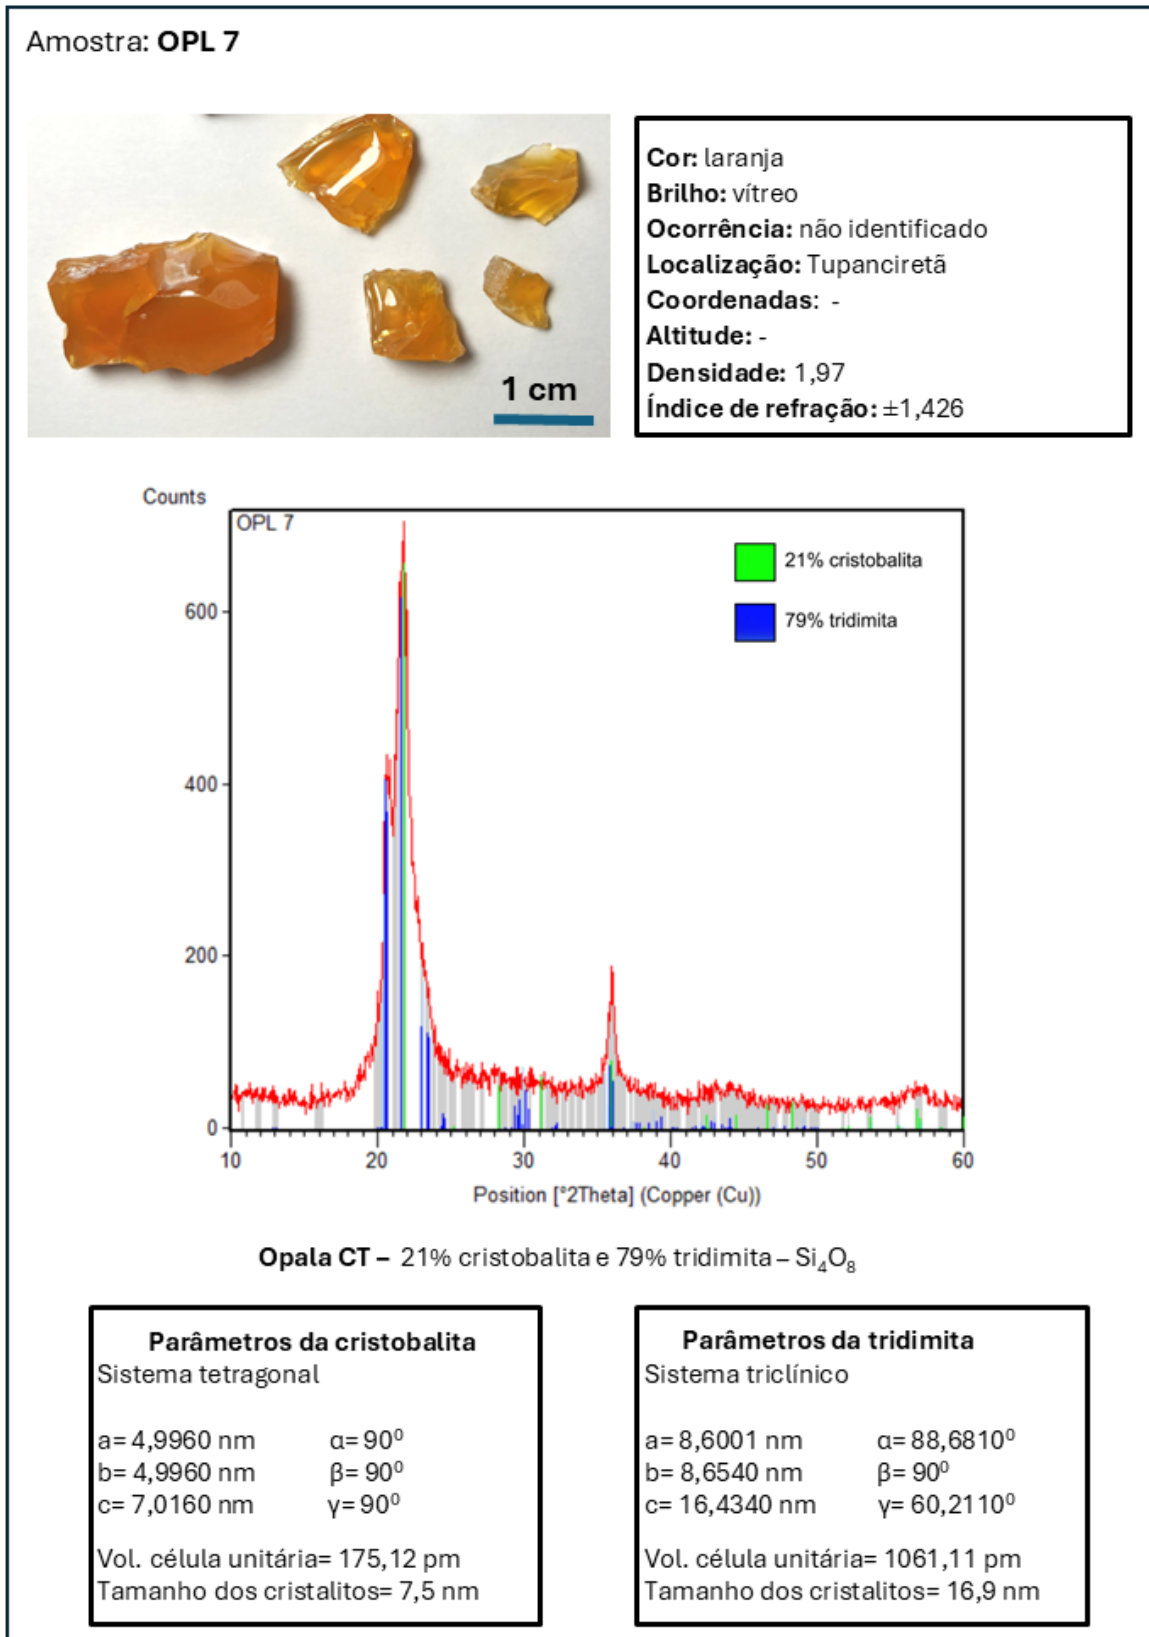 Amostra: OPL 7
1 cm
Cor: laranja
Brilho: vítreo
Ocorrência: não identificado
Localização: Tupanciretã
Coordenadas: -
Altitude: -
Densidade: 1,97
Índice de refração: ±1,426
Counts
OPL 7
21% cristobalita
79% tridimita
600
400
200
0
10 20 30 40 50 60
Position [°2Theta] (Copper (Cu))
Opala CT – 21% cristobalita e 79% tridimita – Si₄O₈
Parâmetros da cristobalita
Sistema tetragonal
a= 4,9960 nm α= 90⁰
b= 4,9960 nm β= 90⁰
c= 7,0160 nm γ= 90⁰
Vol. célula unitária= 175,12 pm
Tamanho dos cristalitos= 7,5 nm
Parâmetros da tridimita
Sistema triclínico
a= 8,6001 nm α= 88,6810⁰
b= 8,6540 nm β= 90⁰
c= 16,4340 nm γ= 60,2110⁰
Vol. célula unitária= 1061,11 pm
Tamanho dos cristalitos= 16,9 nm